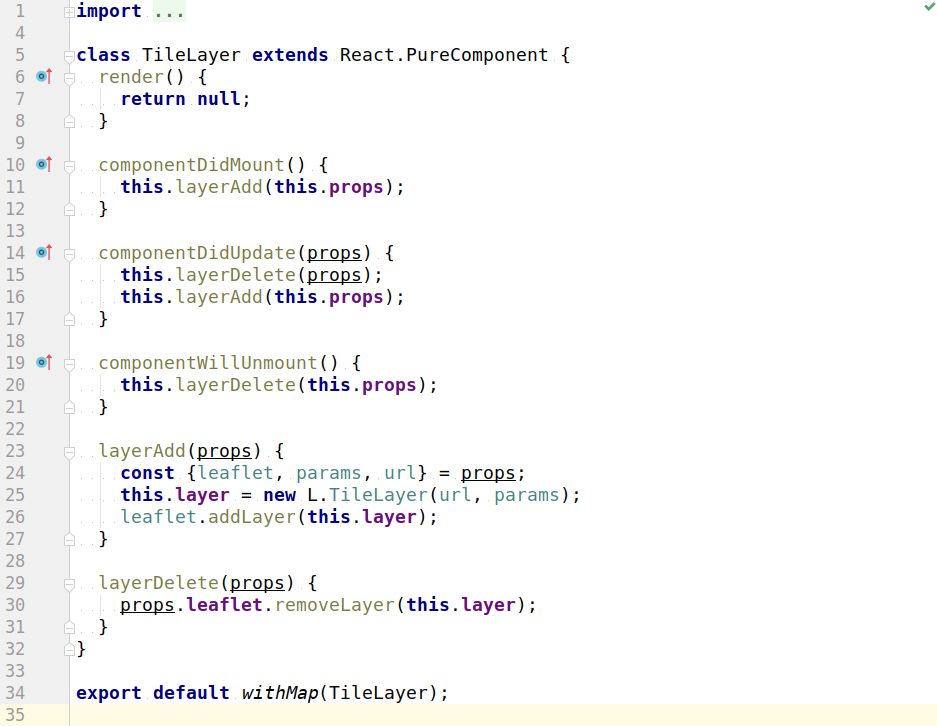 1 import ...
4
5 class TileLayer extends React.PureComponent {
6   render() {
7     return null;
8   }
9
10   componentDidMount() {
11     this.layerAdd(this.props);
12   }
13
14   componentDidUpdate(props) {
15     this.layerDelete(props);
16     this.layerAdd(this.props);
17   }
18
19   componentWillUnmount() {
20     this.layerDelete(this.props);
21   }
22
23   layerAdd(props) {
24     const {leaflet, params, url} = props;
25     this.layer = new L.TileLayer(url, params);
26     leaflet.addLayer(this.layer);
27   }
28
29   layerDelete(props) {
30     props.leaflet.removeLayer(this.layer);
31   }
32 }
33
34 export default withMap(TileLayer);
35